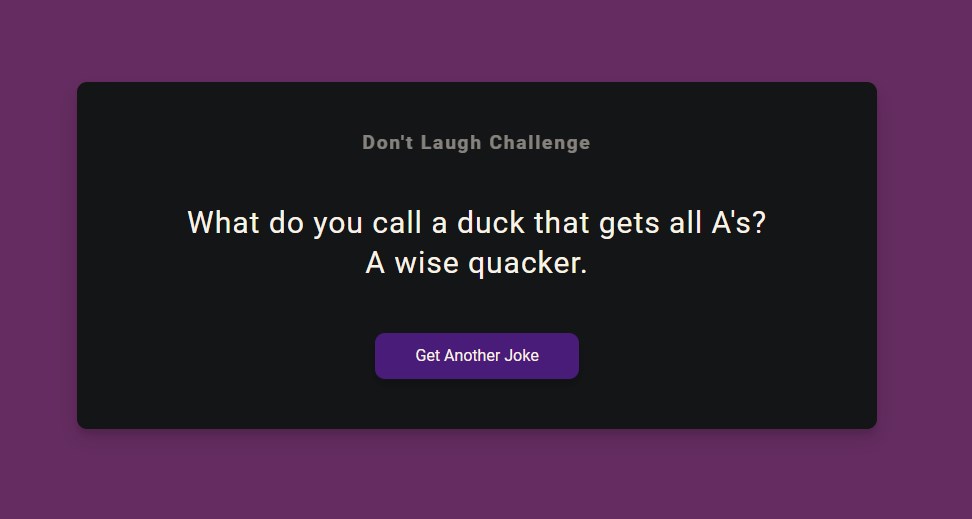 Don't Laugh Challenge
What do you call a duck that gets all A's?
A wise quacker.
Get Another Joke